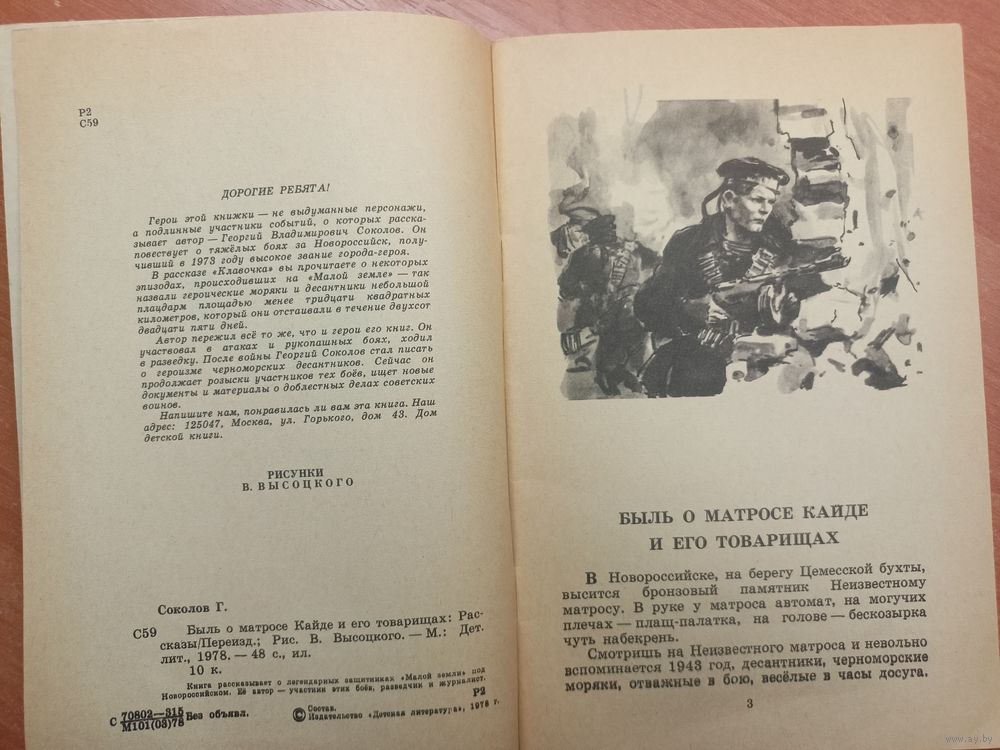 Р2
С59
ДОРОГИЕ РЕБЯТА!
Герои этой книжки — не выдуманные персонажи,
а подлинные участники событий, о которых расска-
зывает автор — Георгий Владимирович Соколов. Он
повествует о тяжёлых боях за Новороссийск, полу-
чивший в 1973 году высокое звание города-героя.
В рассказе «Клавочка» вы прочитаете о некоторых
эпизодах, происходивших на «Малой земле» — так
назвали героические моряки и десантники небольшой
плацдарм площадью менее тридцати квадратных
километров, который они отстаивали в течение двухсот
двадцати пяти дней.
Автор пережил всё то же, что и герои его книг. Он
участвовал в атаках и рукопашных боях, ходил
в разведку. После войны Георгий Соколов стал писать
о героизме черноморских десантников. Сейчас он
продолжает розыски участников тех боёв, ищет новые
документы и материалы о доблестных делах советских
воинов.
Напишите нам, понравилась ли вам эта книга. Наш
адрес: 125047, Москва, ул. Горького, дом 43. Дом
детской книги.
РИСУНКИ
В. ВЫСОЦКОГО
Соколов Г.
С59 Быль о матросе Кайде и его товарищах: Рас-
сказы/Переизд.; Рис. В. Высоцкого. — М.: Дет.
лит., 1978. — 48 с., ил.
10 к.
Книга рассказывает о легендарных защитниках «Малой земли» под
Новороссийском. Её автор — участник этих боёв, разведчик и журналист.
Р2
С 70802—315 Без объявл.
М101(03)78
© Состав.
Издательство «Детская литература», 1978 г.
БЫЛЬ О МАТРОСЕ КАЙДЕ
И ЕГО ТОВАРИЩАХ
В Новороссийске, на берегу Цемесской бухты,
высится бронзовый памятник Неизвестному
матросу. В руке у матроса автомат, на могучих
плечах — плащ-палатка, на голове — бескозырка
чуть набекрень.
Смотришь на Неизвестного матроса и невольно
вспоминается 1943 год, десантники, черноморские
моряки, отважные в бою, весёлые в часы досуга.
3
www.ay.by